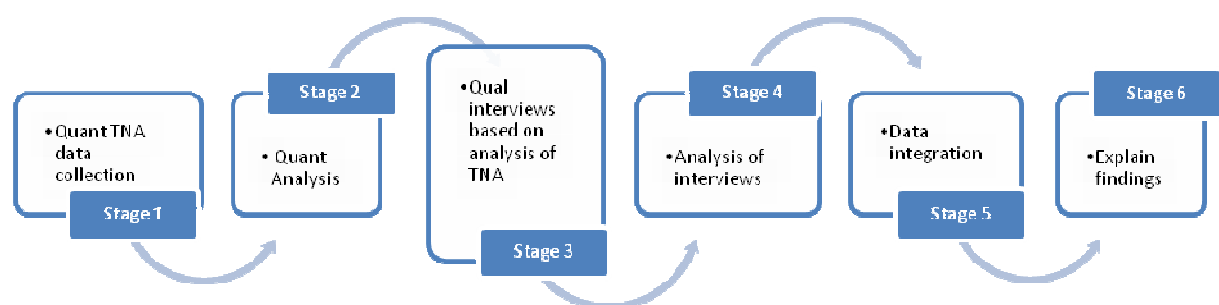 • Quant TNA
data
collection
Stage 1
Stage 2
• Quant
Analysis
• Qual
interviews
based on
analysis of
TNA
Stage 3
Stage 4
• Analysis of
interviews
• Data
integration
Stage 5
Stage 6
• Explain
findings